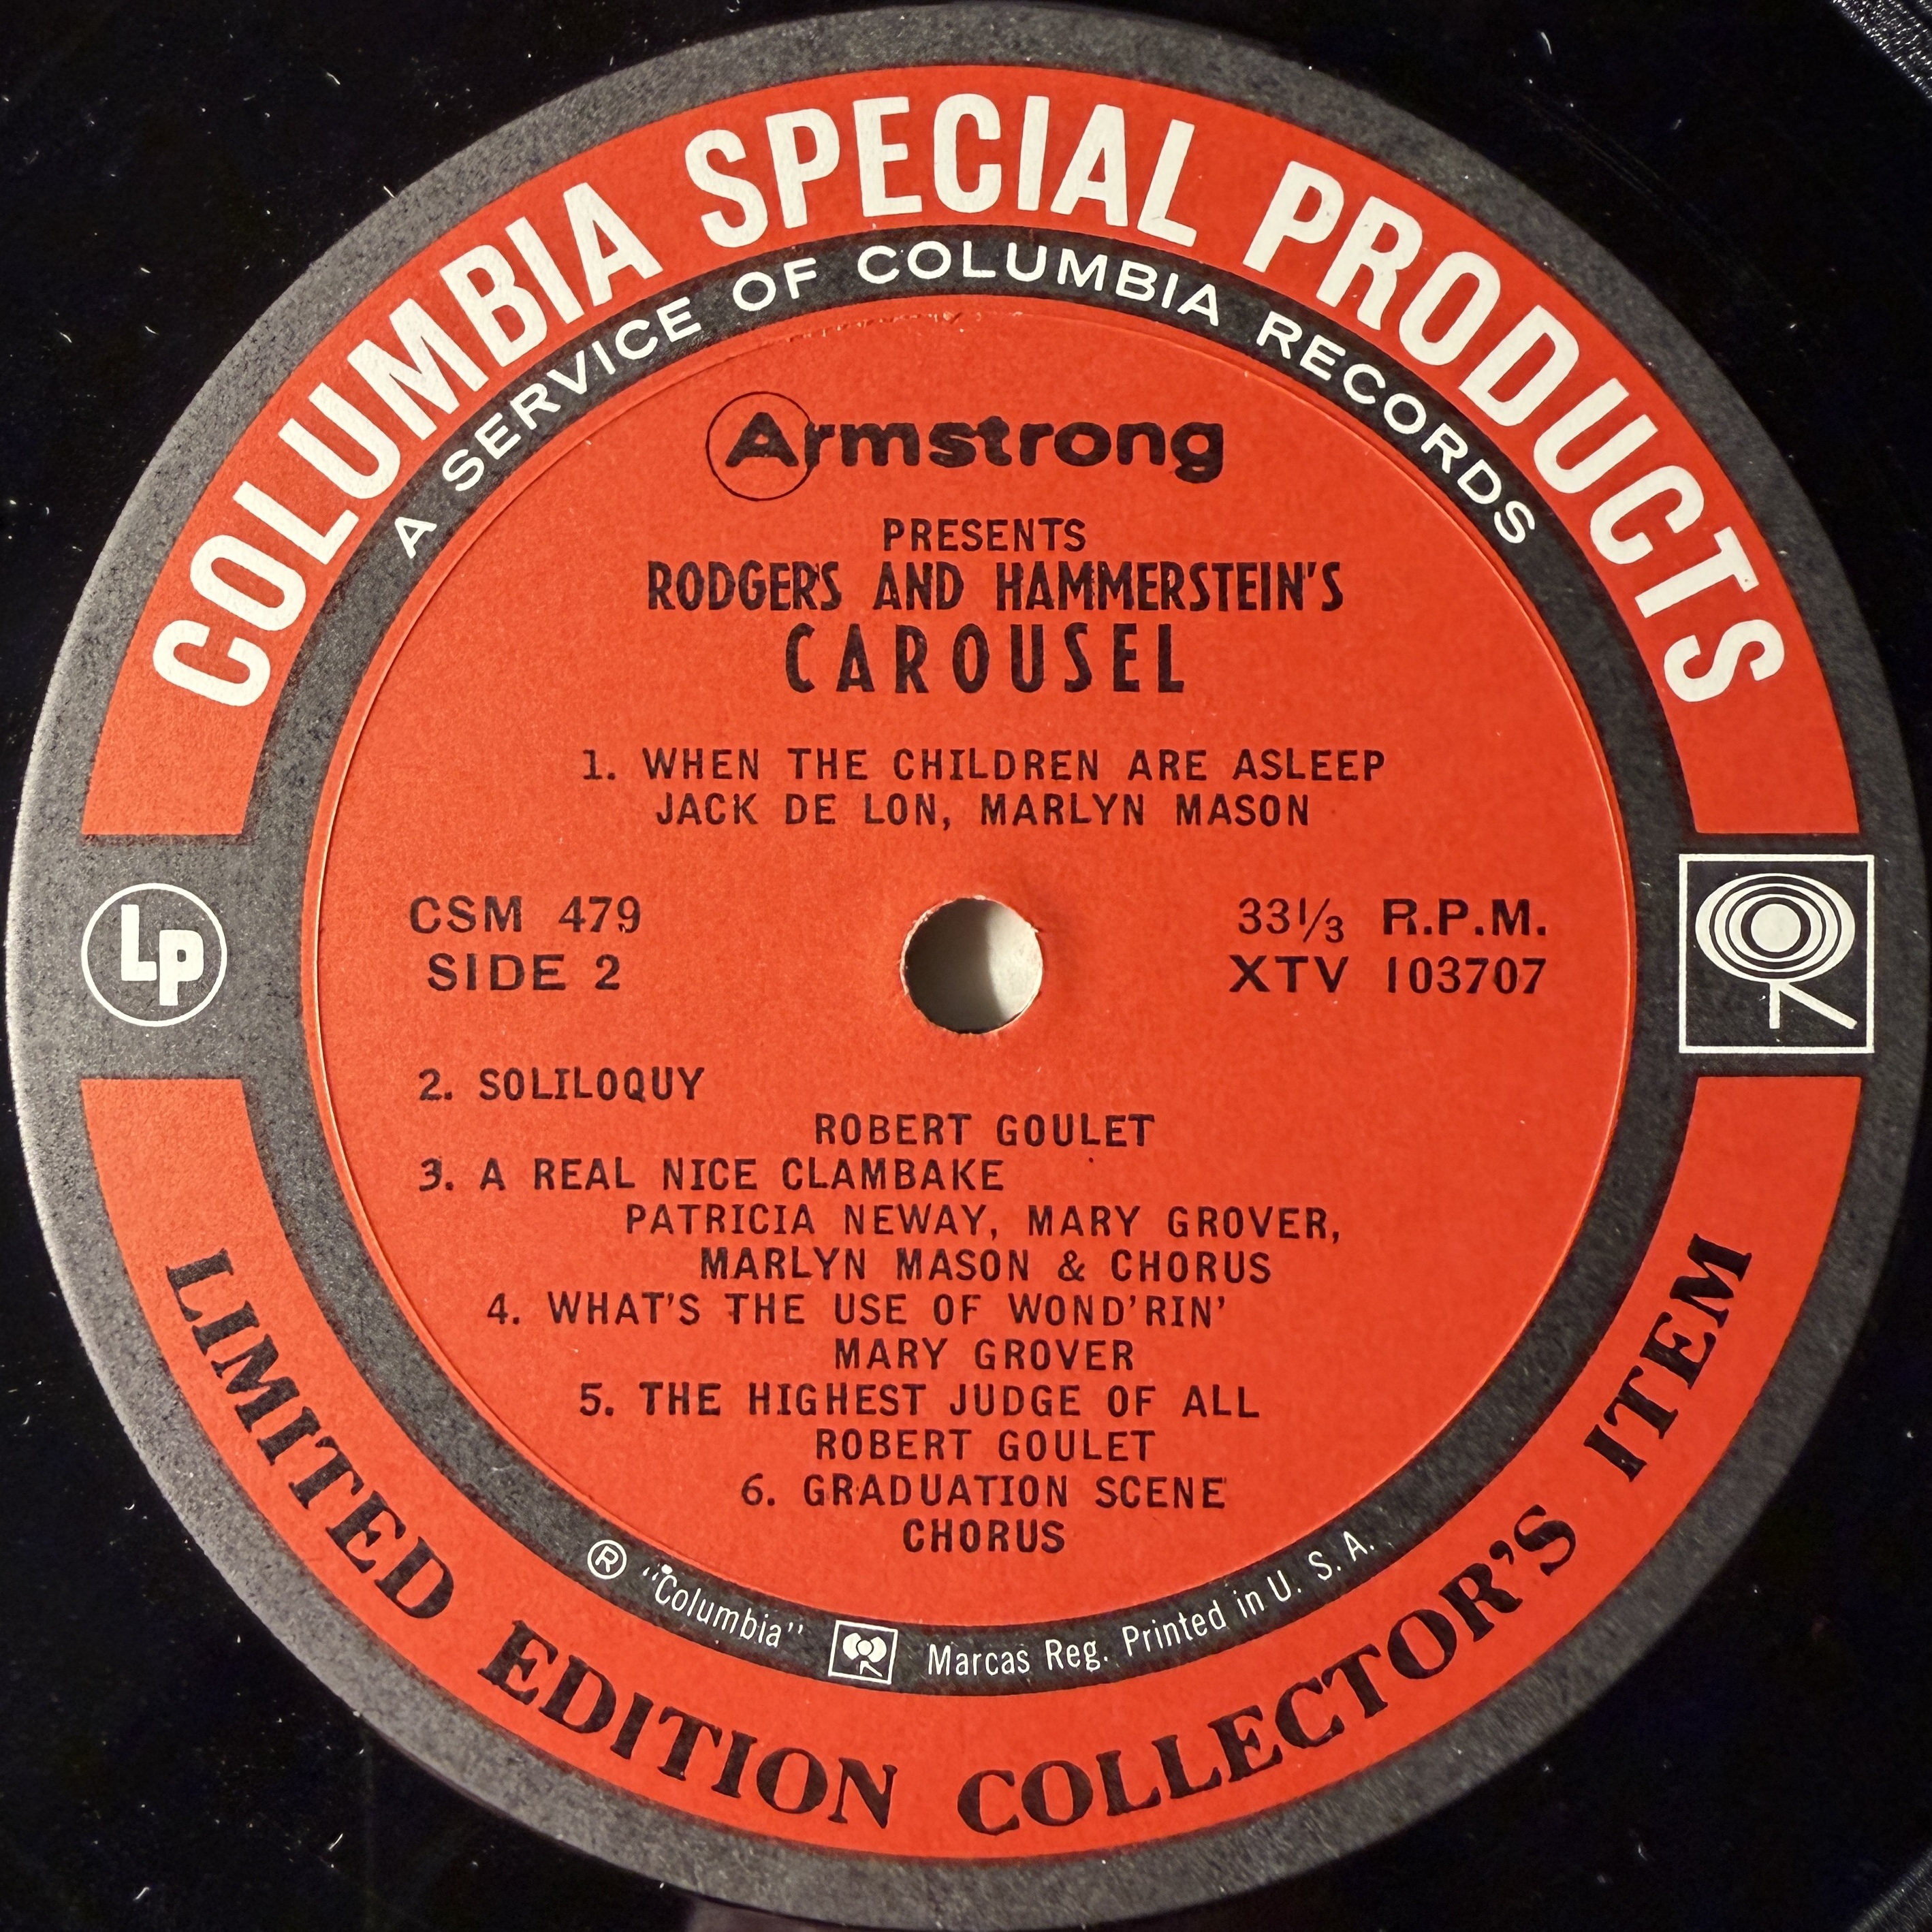 COLUMBIA SPECIAL PRODUCTS
A SERVICE OF COLUMBIA RECORDS
Armstrong
PRESENTS
RODGERS AND HAMMERSTEIN'S
CAROUSEL
1. WHEN THE CHILDREN ARE ASLEEP
JACK DE LON, MARLYN MASON
CSM 479
SIDE 2
33⅓ R.P.M.
XTV 103707
Lp
2. SOLILOQUY
ROBERT GOULET
3. A REAL NICE CLAMBAKE
PATRICIA NEWAY, MARY GROVER,
MARLYN MASON & CHORUS
4. WHAT'S THE USE OF WOND'RIN'
MARY GROVER
5. THE HIGHEST JUDGE OF ALL
ROBERT GOULET
6. GRADUATION SCENE
CHORUS
® "Columbia" Marcas Reg. Printed in U. S. A.
LIMITED EDITION COLLECTOR'S ITEM